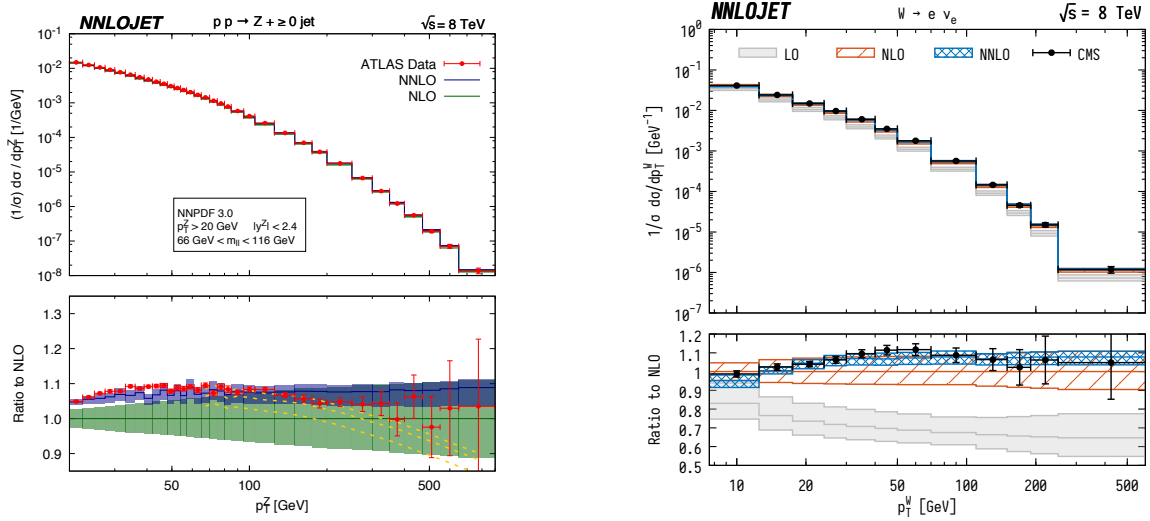 NNLOJET p p → Z + ≥ 0 jet √s = 8 TeV
10⁻¹
10⁻²
10⁻³
10⁻⁴
10⁻⁵
10⁻⁶
10⁻⁷
10⁻⁸
(1/σ) dσ / dp_T^Z [1/GeV]
ATLAS Data
NNLO
NLO
NNPDF 3.0
p_T^Z > 20 GeV |y^Z| < 2.4
66 GeV < m_ll < 116 GeV
1.3
1.2
1.1
1.0
0.9
Ratio to NLO
50 100 500
p_T^Z [GeV]
NNLOJET W → e ν_e √s = 8 TeV
LO NLO NNLO CMS
10¹
10⁰
10⁻¹
10⁻²
10⁻³
10⁻⁴
10⁻⁵
10⁻⁶
10⁻⁷
1/σ dσ/dp_T^W [GeV⁻¹]
1.2
1.1
1.0
0.9
0.8
0.7
0.6
0.5
Ratio to NLO
10 20 50 100 200 500
p_T^W [GeV]